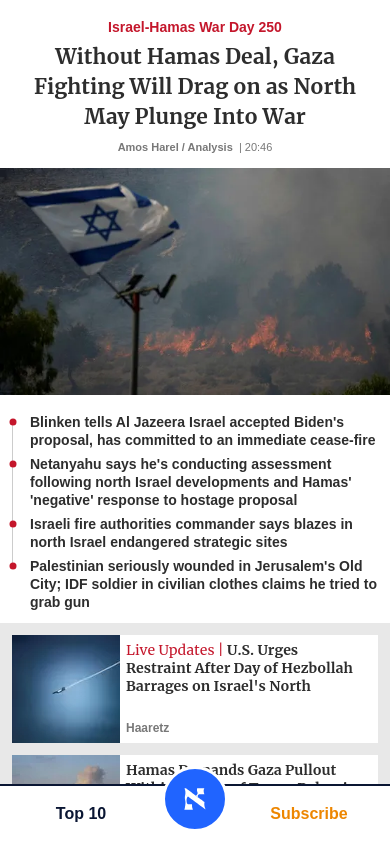 Israel-Hamas War Day 250
Without Hamas Deal, Gaza
Fighting Will Drag on as North
May Plunge Into War
Amos Harel / Analysis | 20:46
Blinken tells Al Jazeera Israel accepted Biden's
proposal, has committed to an immediate cease-fire
Netanyahu says he's conducting assessment
following north Israel developments and Hamas'
'negative' response to hostage proposal
Israeli fire authorities commander says blazes in
north Israel endangered strategic sites
Palestinian seriously wounded in Jerusalem's Old
City; IDF soldier in civilian clothes claims he tried to
grab gun
Live Updates | U.S. Urges
Restraint After Day of Hezbollah
Barrages on Israel's North
Haaretz
Hamas Demands Gaza Pullout
Top 10
א
Subscribe